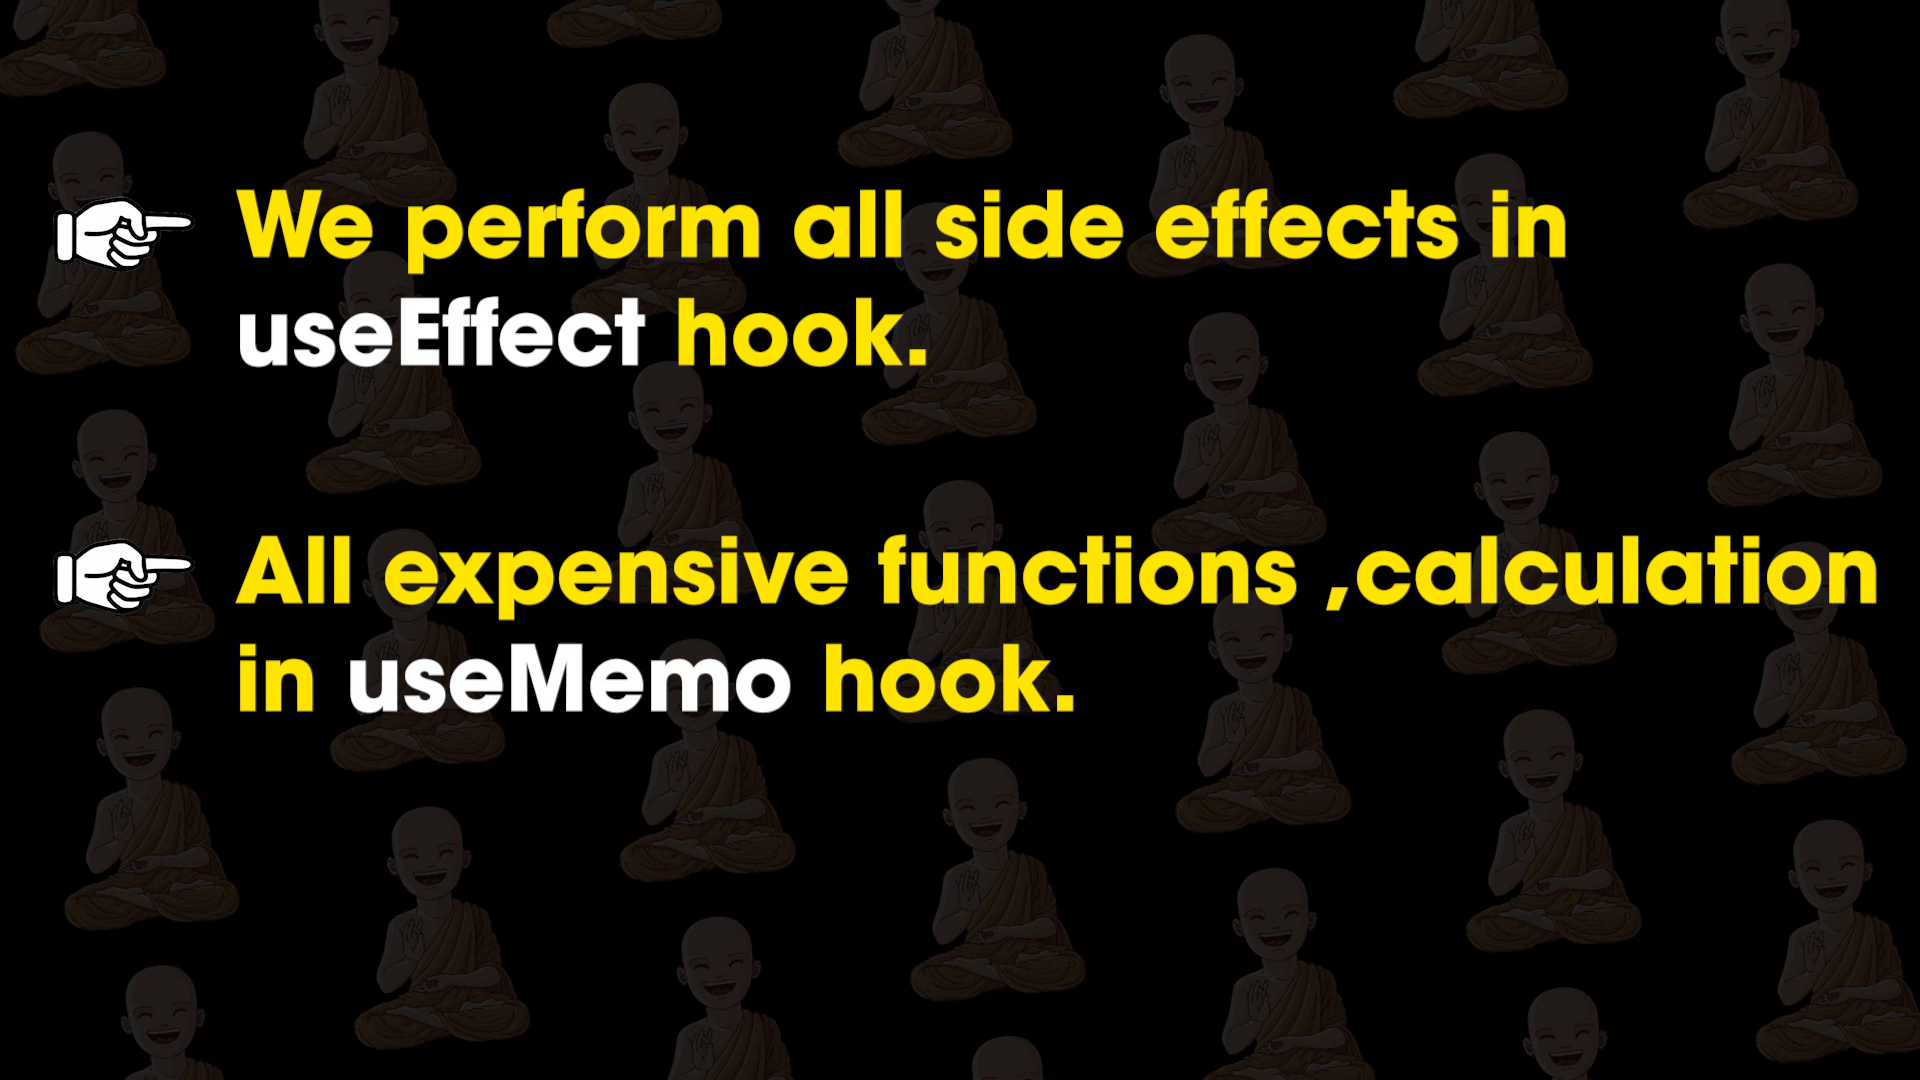 We perform all side effects in
useEffect hook.
All expensive functions ,calculation
in useMemo hook.